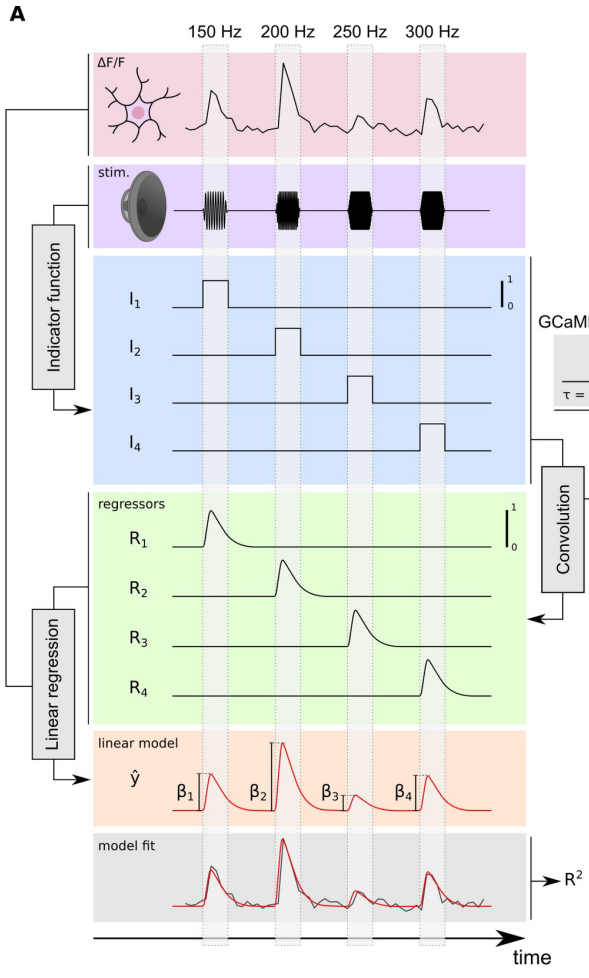 A
150 Hz 200 Hz 250 Hz 300 Hz
ΔF/F
stim.
Indicator function
I₁
1
0
I₂
I₃
I₄
GCaMP
τ =
Convolution
regressors
R₁
1
0
R₂
R₃
R₄
Linear regression
linear model
ŷ
β₁ β₂ β₃ β₄
model fit
R²
time